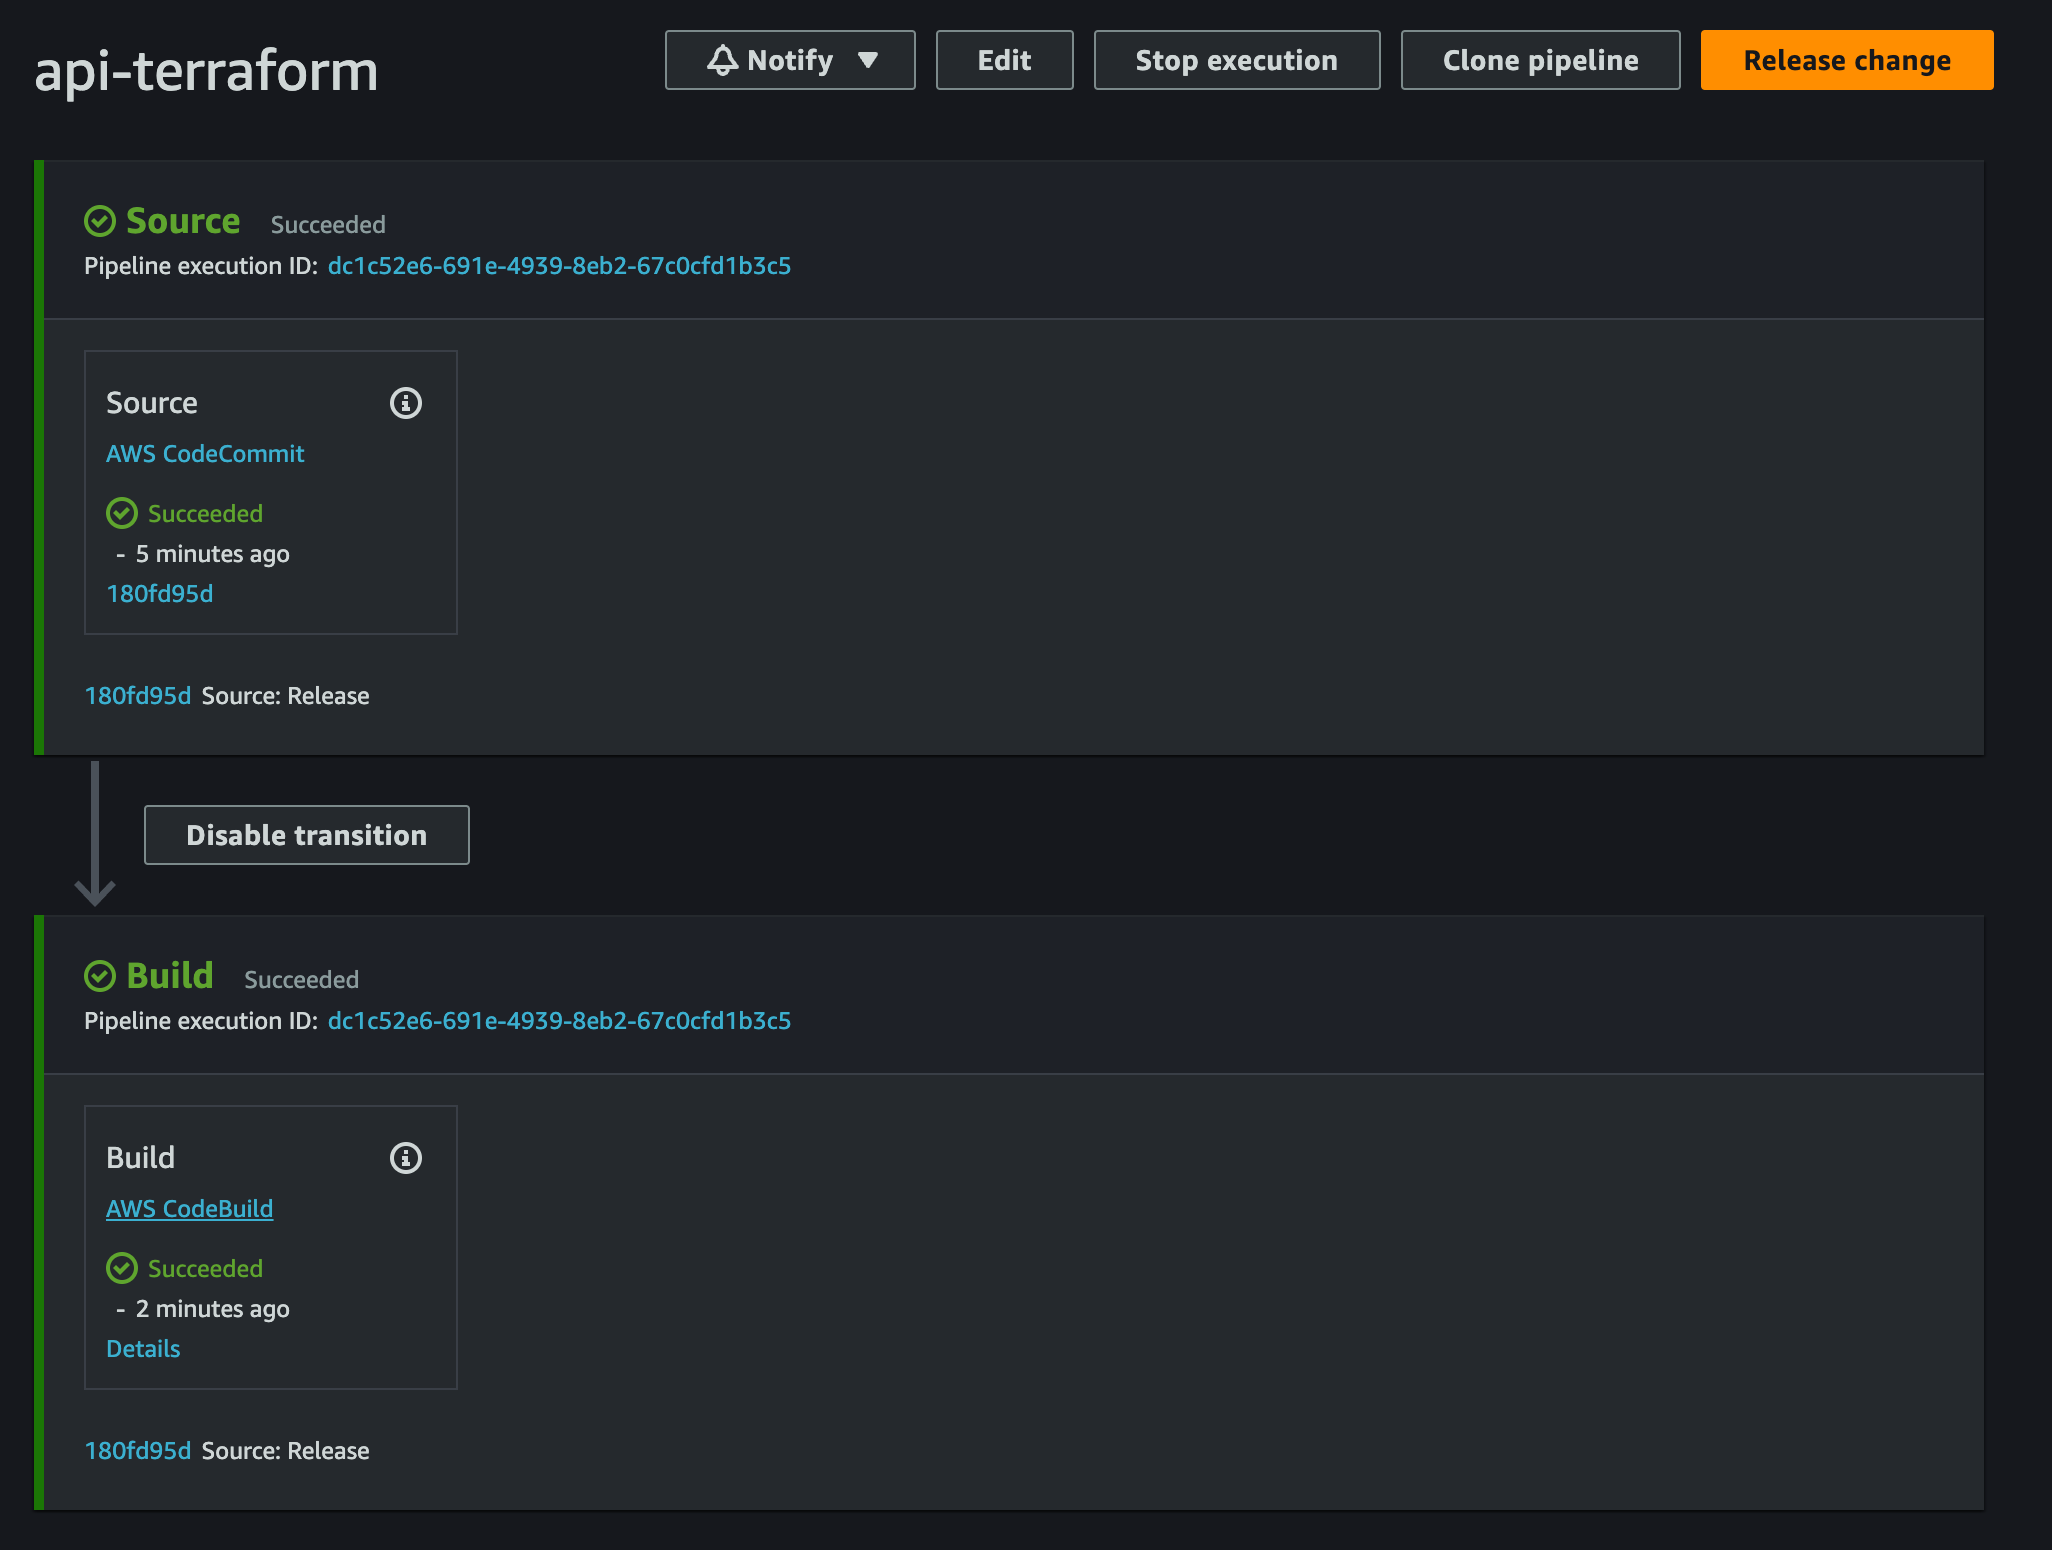 api-terraform
Notify
Edit
Stop execution
Clone pipeline
Release change
Source Succeeded
Pipeline execution ID: dc1c52e6-691e-4939-8eb2-67c0cfd1b3c5
Source
AWS CodeCommit
Succeeded
- 5 minutes ago
180fd95d
180fd95d Source: Release
Disable transition
Build Succeeded
Pipeline execution ID: dc1c52e6-691e-4939-8eb2-67c0cfd1b3c5
Build
AWS CodeBuild
Succeeded
- 2 minutes ago
Details
180fd95d Source: Release